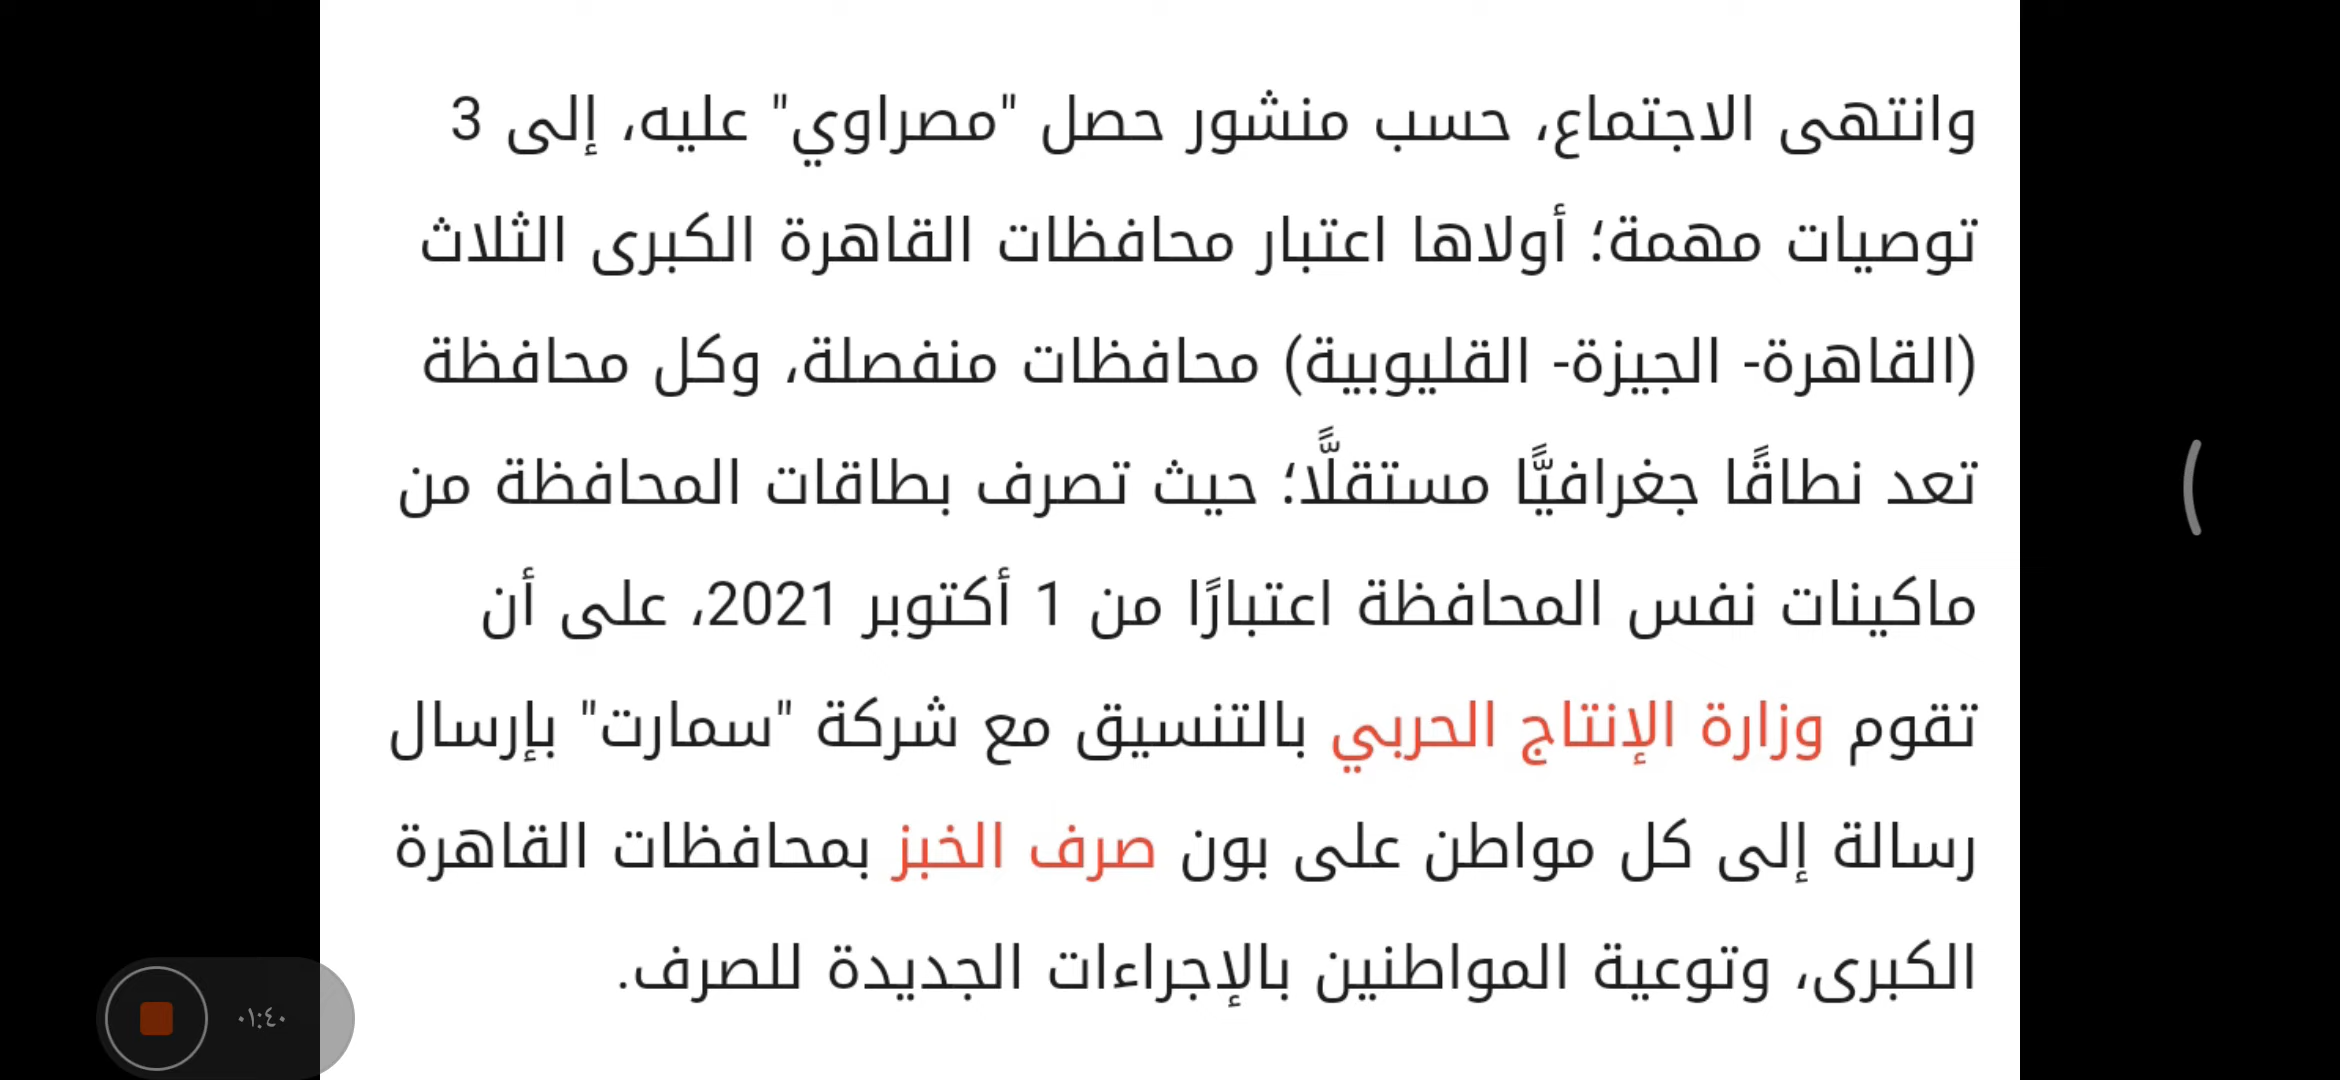 وانتهى الاجتماع، حسب منشور حصل "مصراوي" عليه، إلى 3
توصيات مهمة؛ أولاها اعتبار محافظات القاهرة الكبرى الثلاث
(القاهرة- الجيزة- القليوبية) محافظات منفصلة، وكل محافظة
تعد نطاقًا جغرافيًّا مستقلًّا؛ حيث تصرف بطاقات المحافظة من
ماكينات نفس المحافظة اعتبارًا من 1 أكتوبر 2021، على أن
تقوم وزارة الإنتاج الحربي بالتنسيق مع شركة "سمارت" بإرسال
رسالة إلى كل مواطن على بون صرف الخبز بمحافظات القاهرة
الكبرى، وتوعية المواطنين بالإجراءات الجديدة للصرف.
٠١:٤٠